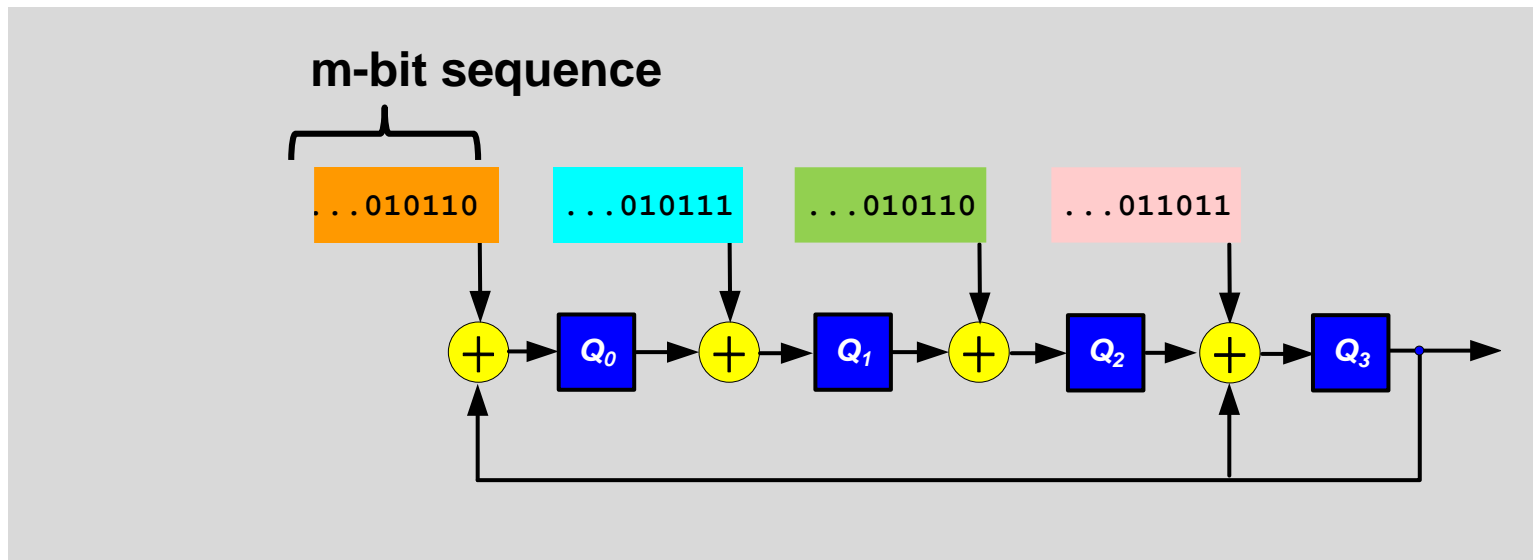 m-bit sequence
...010110 ...010111 ...010110 ...011011
+ Q0 + Q1 + Q2 + Q3